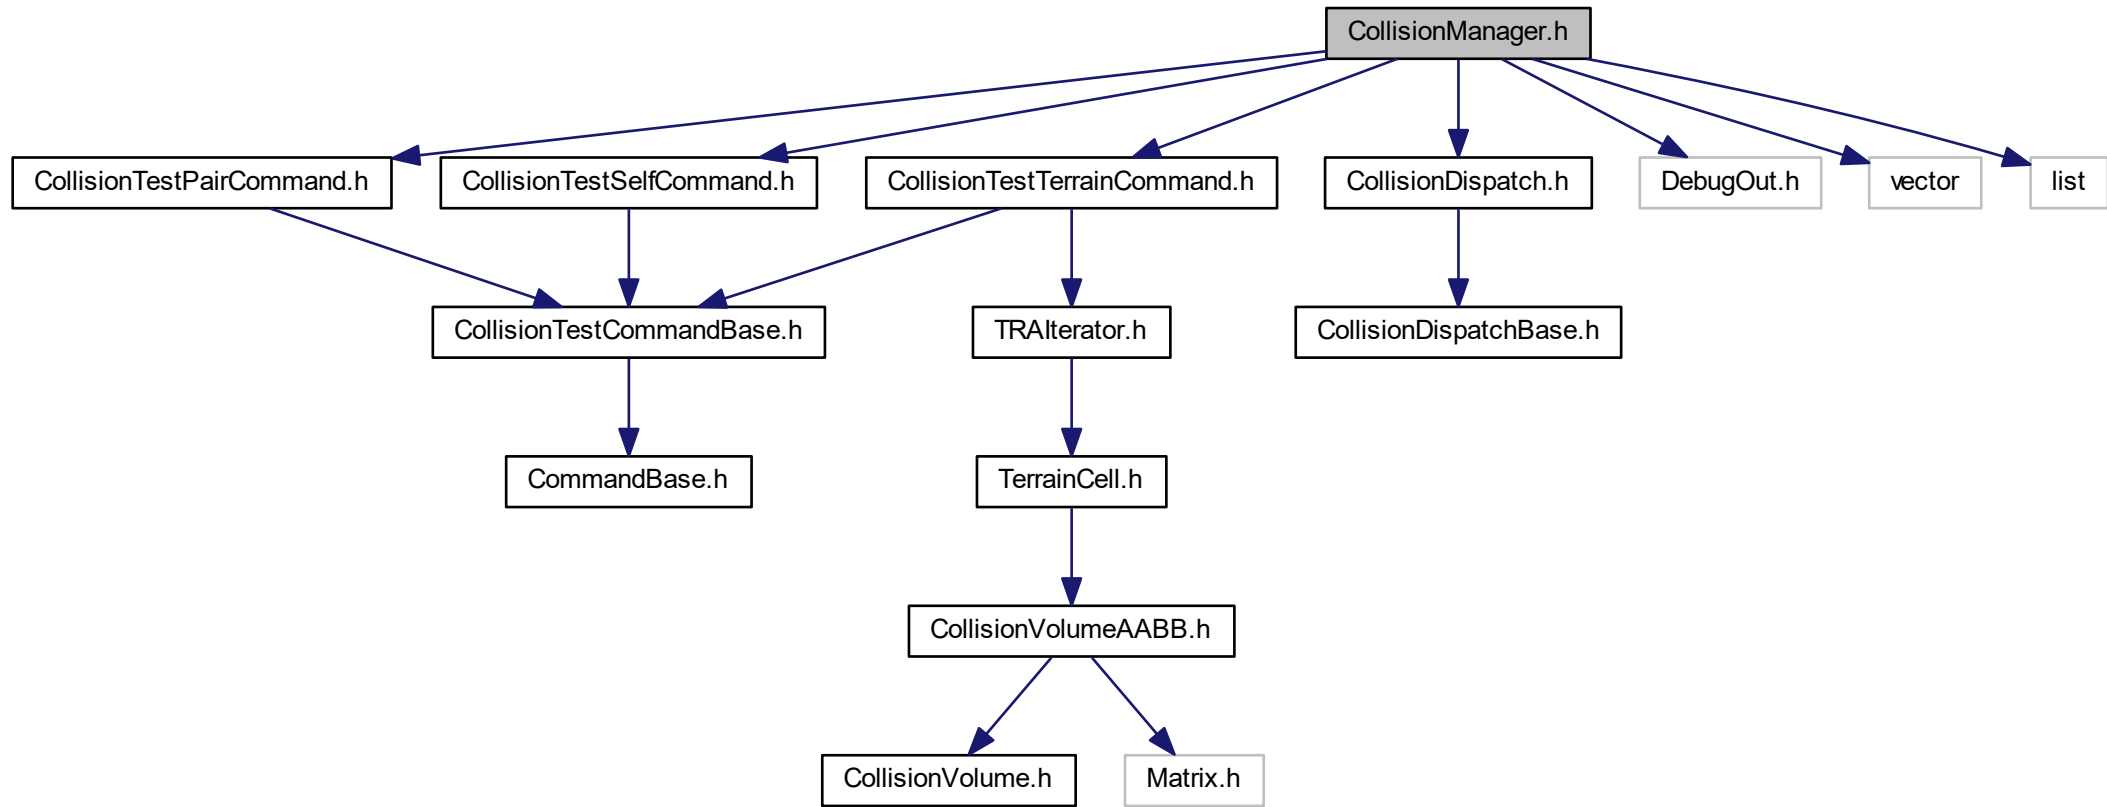 CollisionManager.h
CollisionTestPairCommand.h
CollisionTestSelfCommand.h
CollisionTestTerrainCommand.h
CollisionDispatch.h
DebugOut.h
vector
list
CollisionTestCommandBase.h
TRAIterator.h
CollisionDispatchBase.h
CommandBase.h
TerrainCell.h
CollisionVolumeAABB.h
CollisionVolume.h
Matrix.h